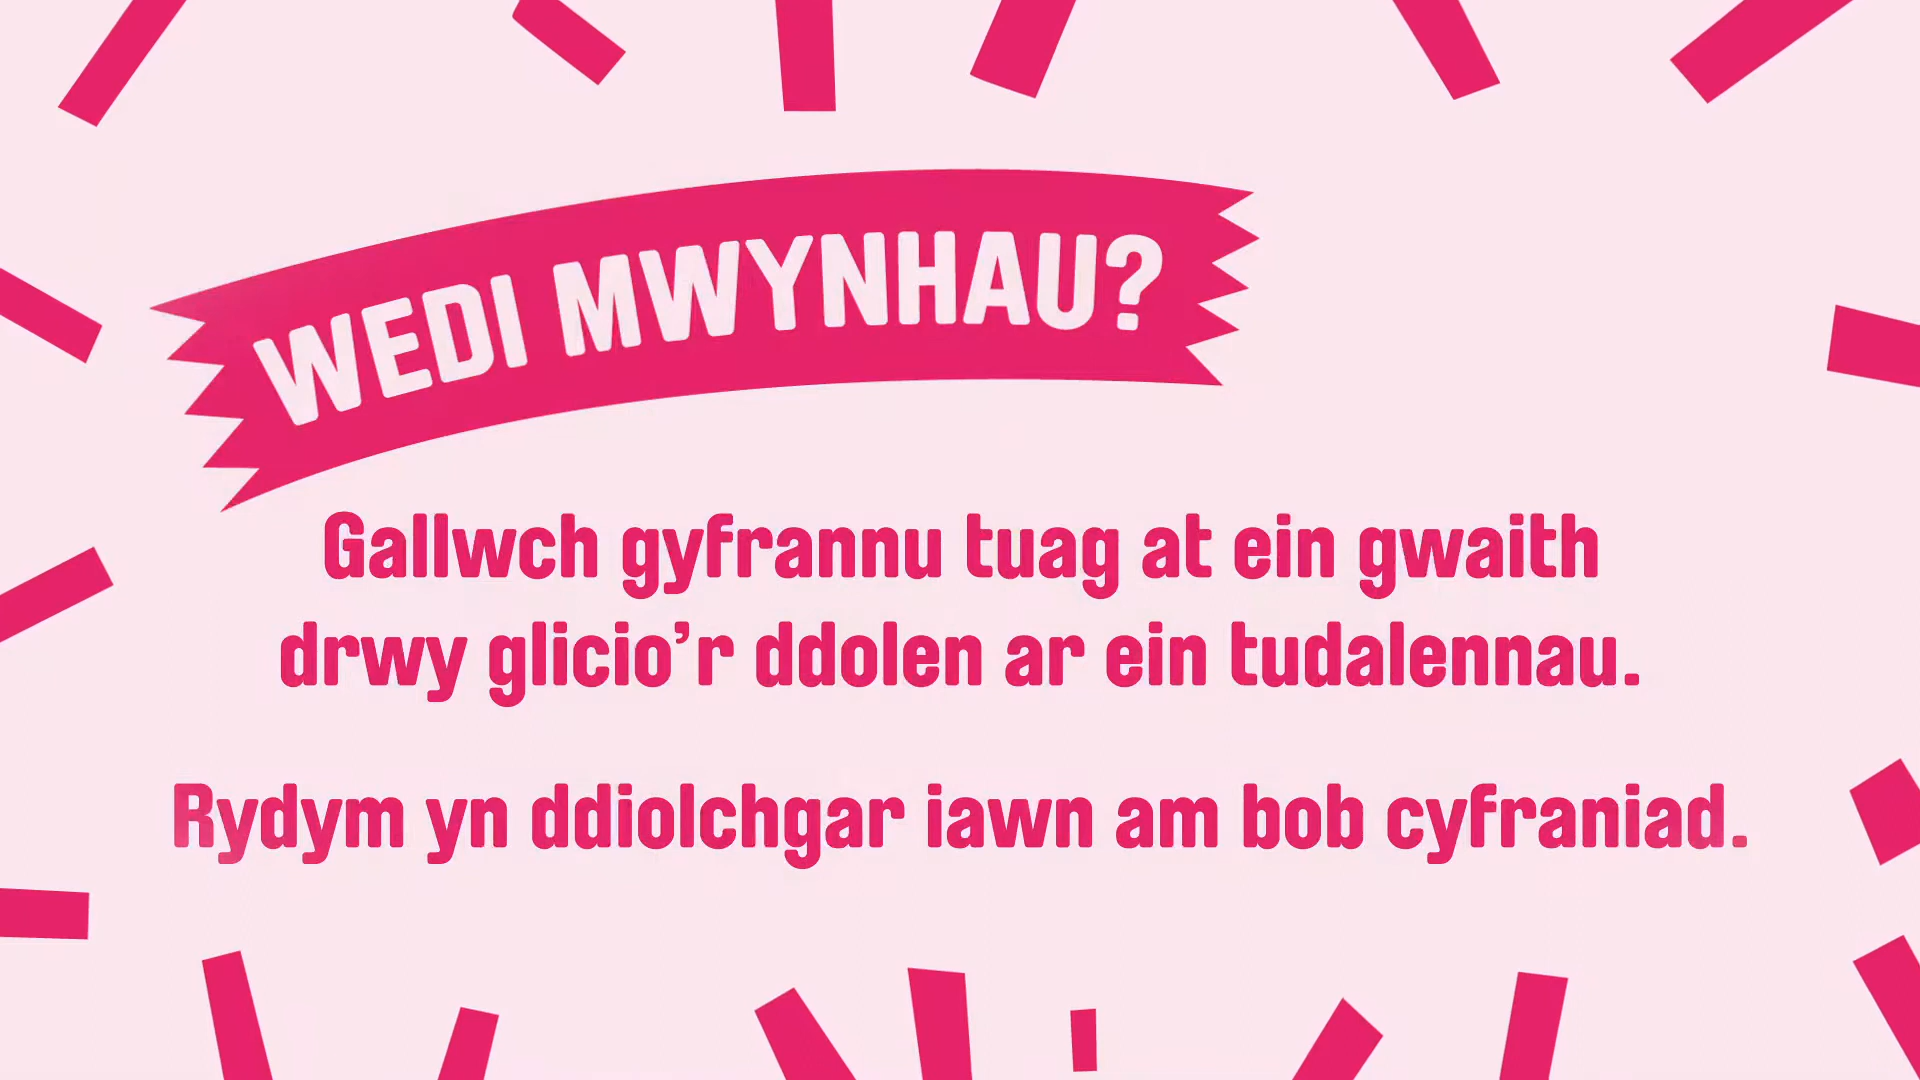 WEDI MWYNHAU?
Gallwch gyfrannu tuag at ein gwaith
drwy glicio’r ddolen ar ein tudalennau.
Rydym yn ddiolchgar iawn am bob cyfraniad.